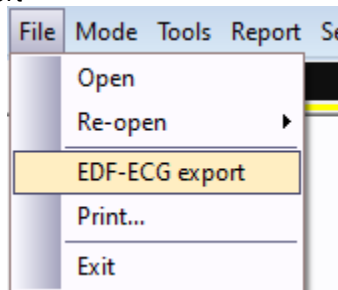 File Mode Tools Report
Open
Re-open
EDF-ECG export
Print...
Exit